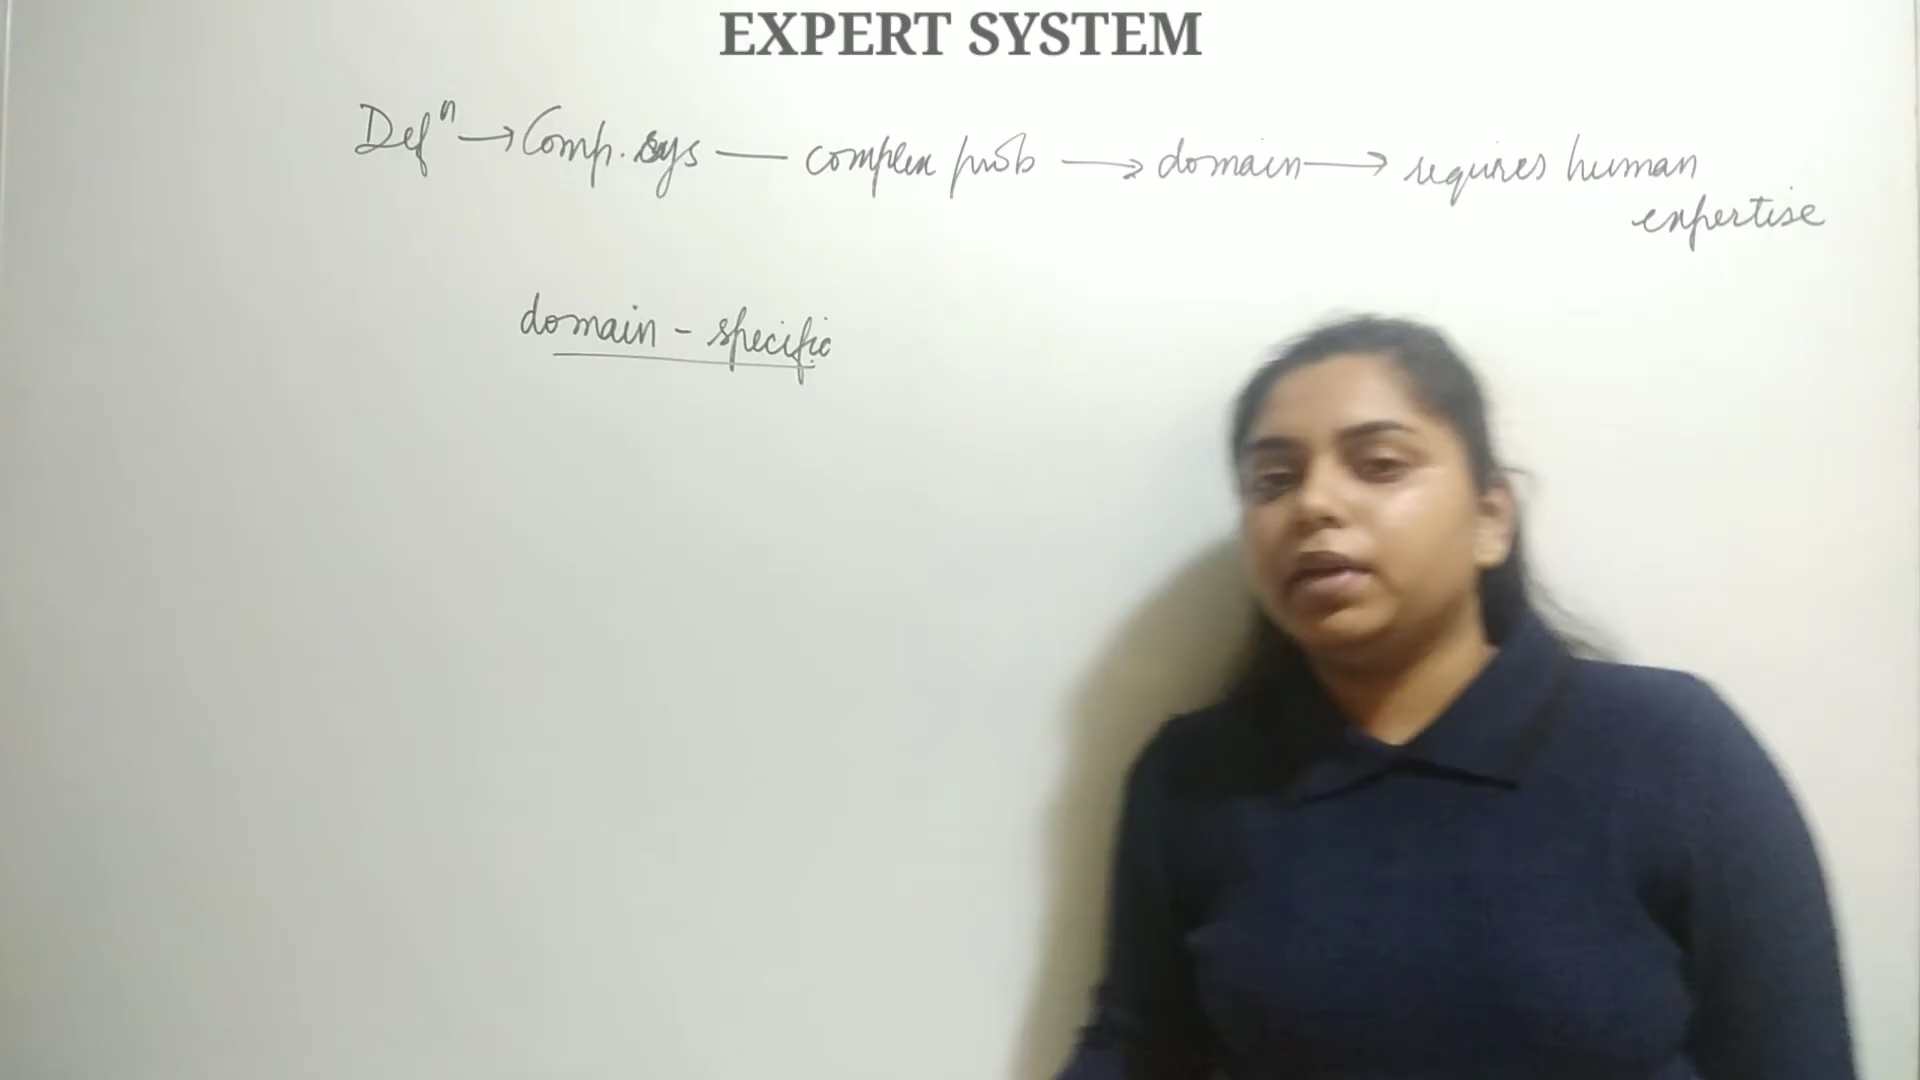 EXPERT SYSTEM
Defⁿ → Comp. sys — complex prob → domain → requires human
expertise
domain - specific